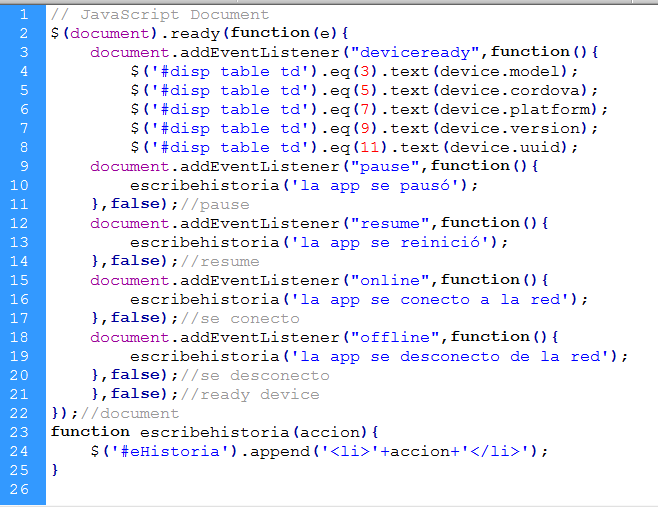 1 // JavaScript Document
2 $(document).ready(function(e){
3     document.addEventListener("deviceready",function(){
4         $('#disp table td').eq(3).text(device.model);
5         $('#disp table td').eq(5).text(device.cordova);
6         $('#disp table td').eq(7).text(device.platform);
7         $('#disp table td').eq(9).text(device.version);
8         $('#disp table td').eq(11).text(device.uuid);
9     document.addEventListener("pause",function(){
10         escribehistoria('la app se pausó');
11     },false);//pause
12     document.addEventListener("resume",function(){
13         escribehistoria('la app se reinició');
14     },false);//resume
15     document.addEventListener("online",function(){
16         escribehistoria('la app se conecto a la red');
17     },false);//se conecto
18     document.addEventListener("offline",function(){
19         escribehistoria('la app se desconecto de la red');
20     },false);//se desconecto
21     },false);//ready device
22 });//document
23 function escribehistoria(accion){
24     $('#eHistoria').append('<li>'+accion+'</li>');
25 }
26